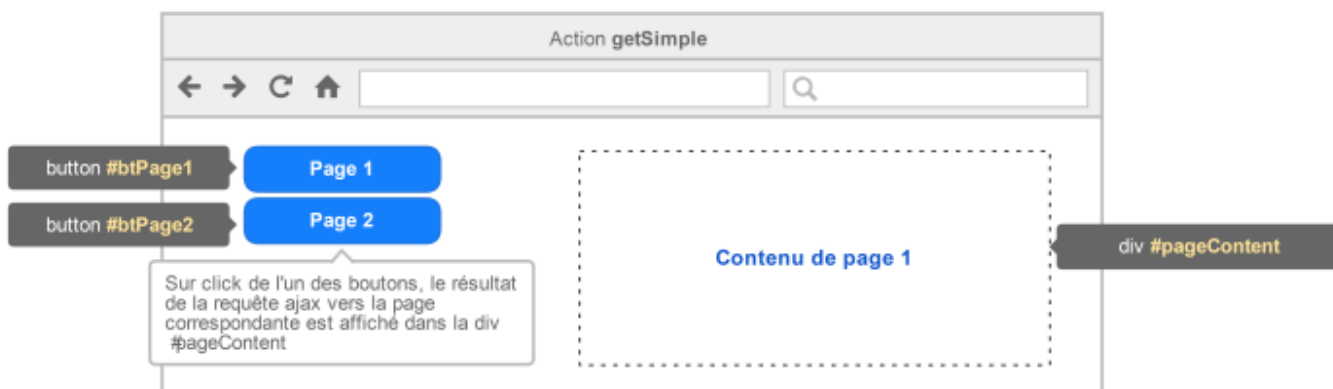 Action getSimple
button #btPage1
Page 1
button #btPage2
Page 2
Sur click de l'un des boutons, le résultat
de la requête ajax vers la page
correspondante est affiché dans la div
#pageContent
Contenu de page 1
div #pageContent